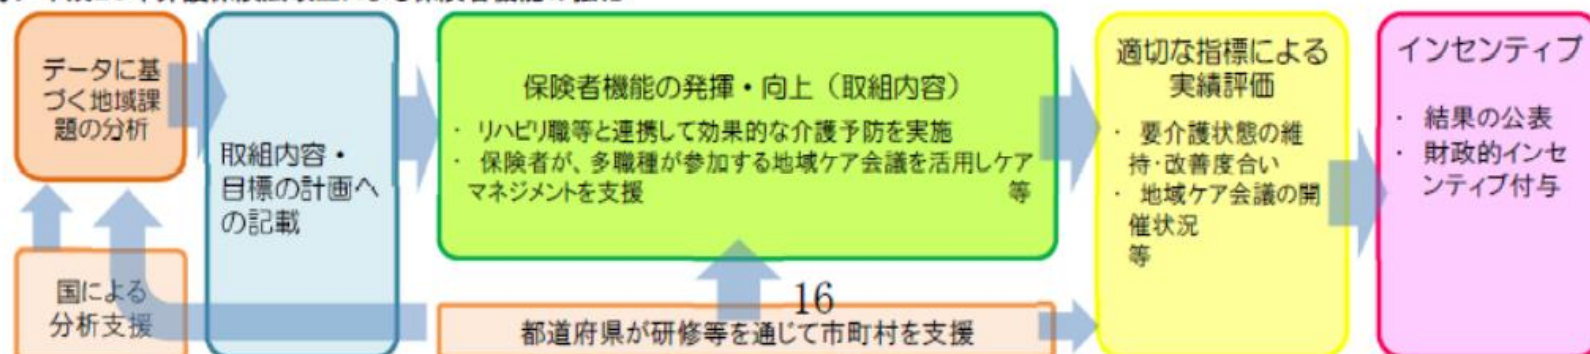 データに基
づく地域課
題の分析
国による
分析支援
取組内容・
目標の計画へ
の記載
保険者機能の発揮・向上（取組内容）
・ リハビリ職等と連携して効果的な介護予防を実施
・ 保険者が、多職種が参加する地域ケア会議を活用しケア
マネジメントを支援 等
16
都道府県が研修等を通じて市町村を支援
適切な指標による
実績評価
・ 要介護状態の維
持・改善度合い
・ 地域ケア会議の開
催状況
等
インセンティブ
・ 結果の公表
・ 財政的インセ
ンティブ付与